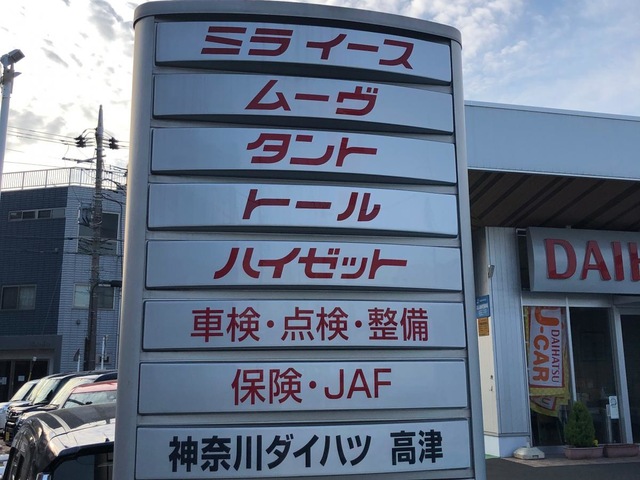 ミライース
ムーヴ
タント
トール
ハイゼット
車検・点検・整備
保険・JAF
神奈川ダイハツ 高津
DAIH
DAIHATSU
U-CAR